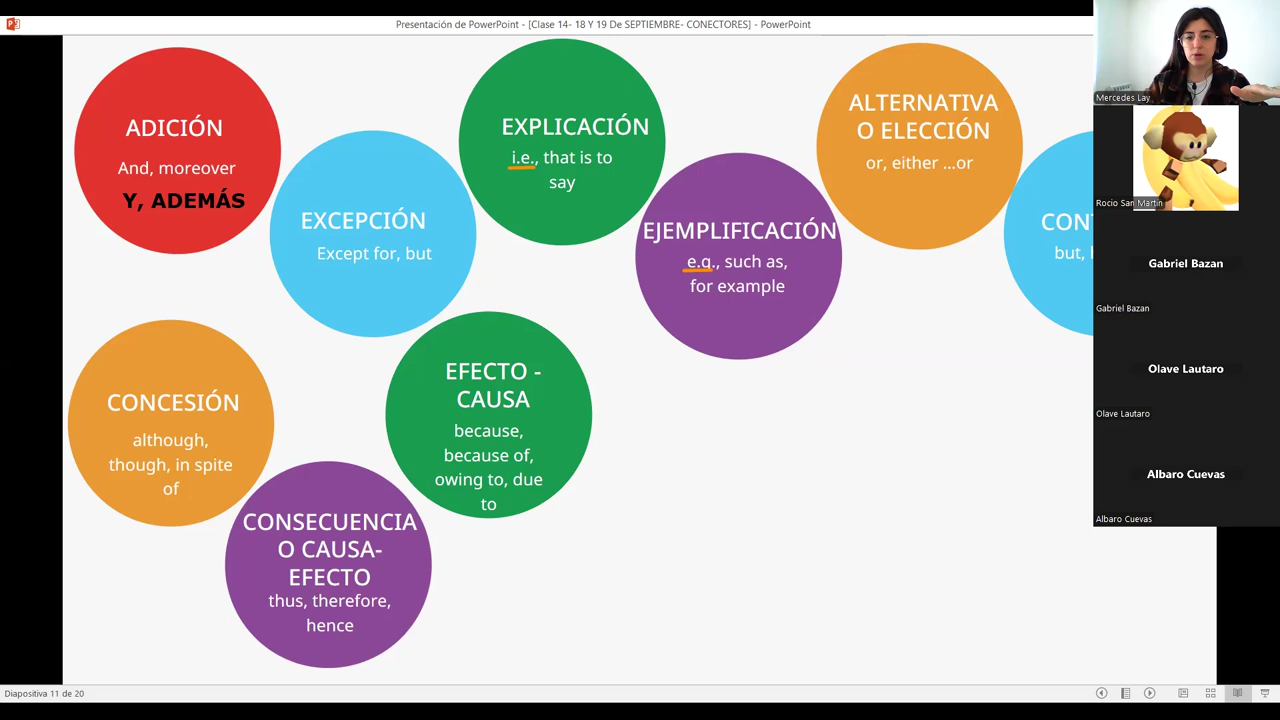 Presentación de PowerPoint - [Clase 14- 18 Y 19 De SEPTIEMBRE- CONECTORES] - PowerPoint
ADICIÓN
And, moreover
Y, ADEMÁS
EXCEPCIÓN
Except for, but
EXPLICACIÓN
i.e., that is to
say
EJEMPLIFICACIÓN
e.g., such as,
for example
ALTERNATIVA
O ELECCIÓN
or, either ...or
CON
but,
CONCESIÓN
although,
though, in spite
of
EFECTO -
CAUSA
because,
because of,
owing to, due
to
CONSECUENCIA
O CAUSA-
EFECTO
thus, therefore,
hence
Mercedes Lay
Rocio San Martin
Gabriel Bazan
Gabriel Bazan
Olave Lautaro
Olave Lautaro
Albaro Cuevas
Albaro Cuevas
Diapositiva 11 de 20